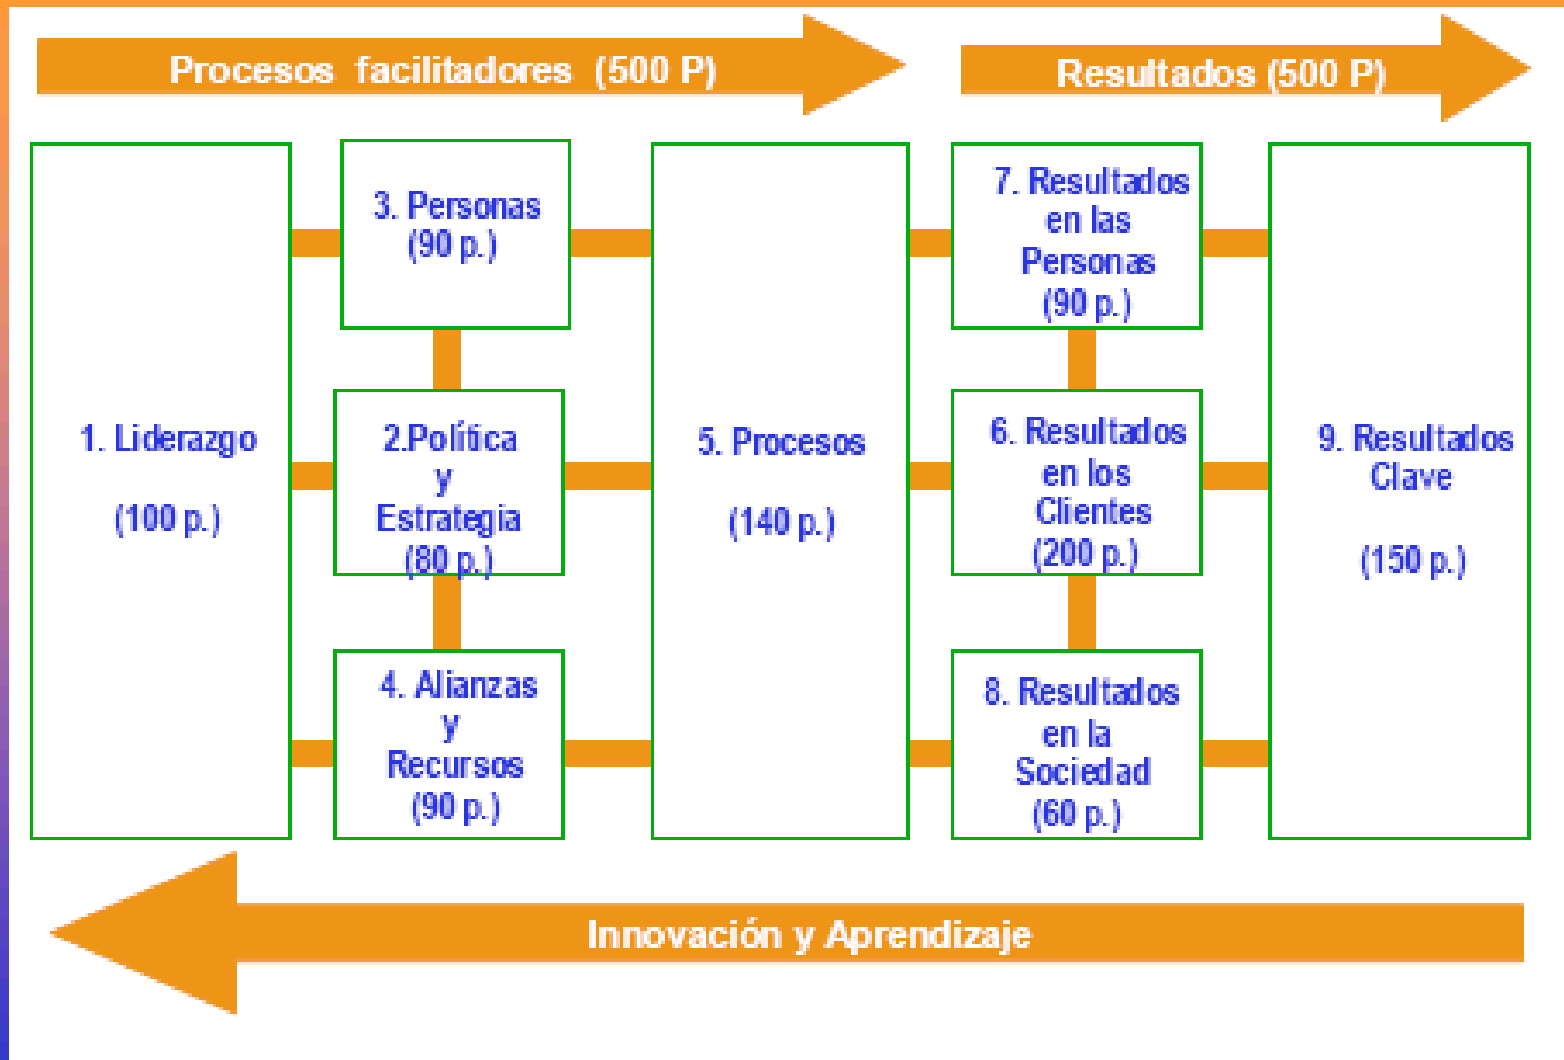 Procesos facilitadores (500 P)
Resultados (500 P)
1. Liderazgo
(100 p.)
3. Personas
(90 p.)
2.Política
y
Estrategia
(80 p.)
4. Alianzas
y
Recursos
(90 p.)
5. Procesos
(140 p.)
7. Resultados
en las
Personas
(90 p.)
6. Resultados
en los
Clientes
(200 p.)
8. Resultados
en la
Sociedad
(60 p.)
9. Resultados
Clave
(150 p.)
Innovación y Aprendizaje